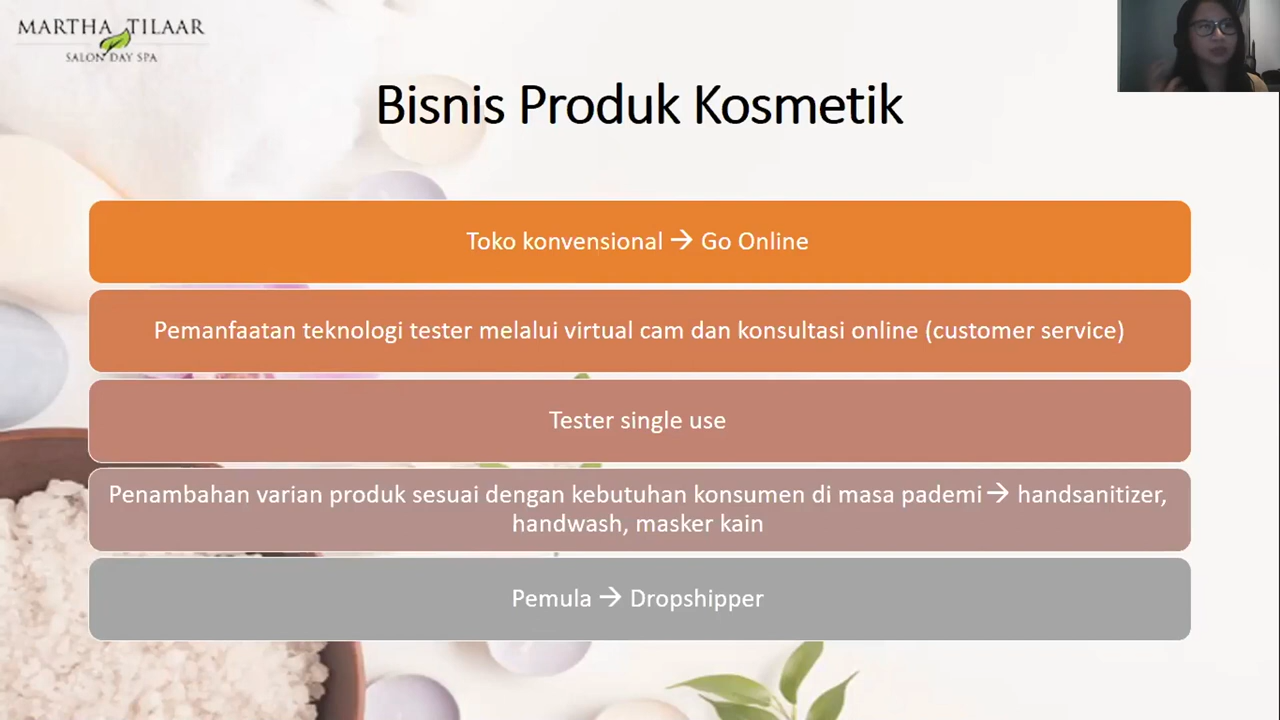 MARTHA TILAAR
SALON DAY SPA
Bisnis Produk Kosmetik
Toko konvensional → Go Online
Pemanfaatan teknologi tester melalui virtual cam dan konsultasi online (customer service)
Tester single use
Penambahan varian produk sesuai dengan kebutuhan konsumen di masa pademi → handsanitizer,
handwash, masker kain
Pemula → Dropshipper